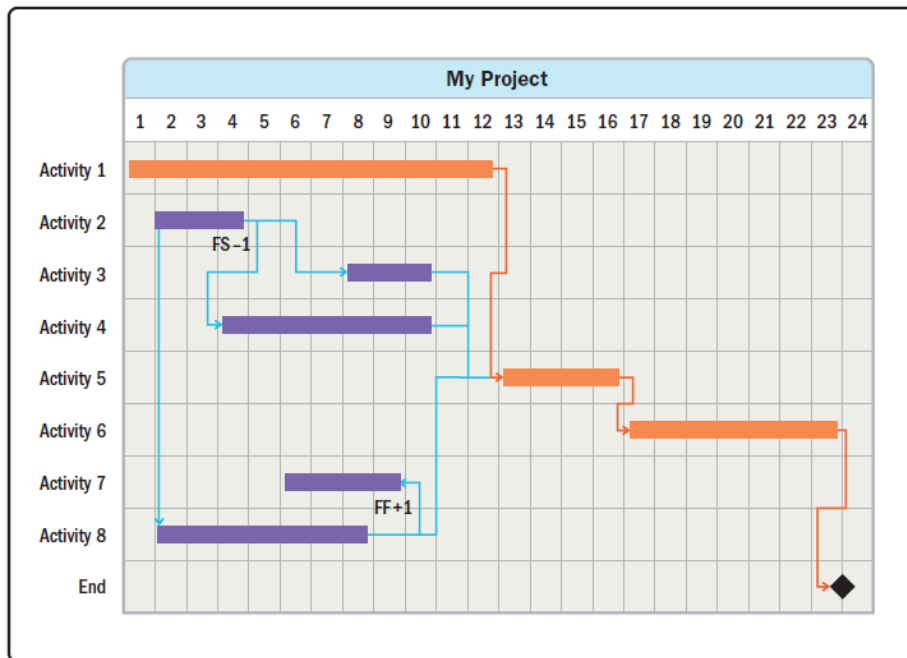 My Project
1 2 3 4 5 6 7 8 9 10 11 12 13 14 15 16 17 18 19 20 21 22 23 24
Activity 1
Activity 2
FS–1
Activity 3
Activity 4
Activity 5
Activity 6
Activity 7
FF+1
Activity 8
End